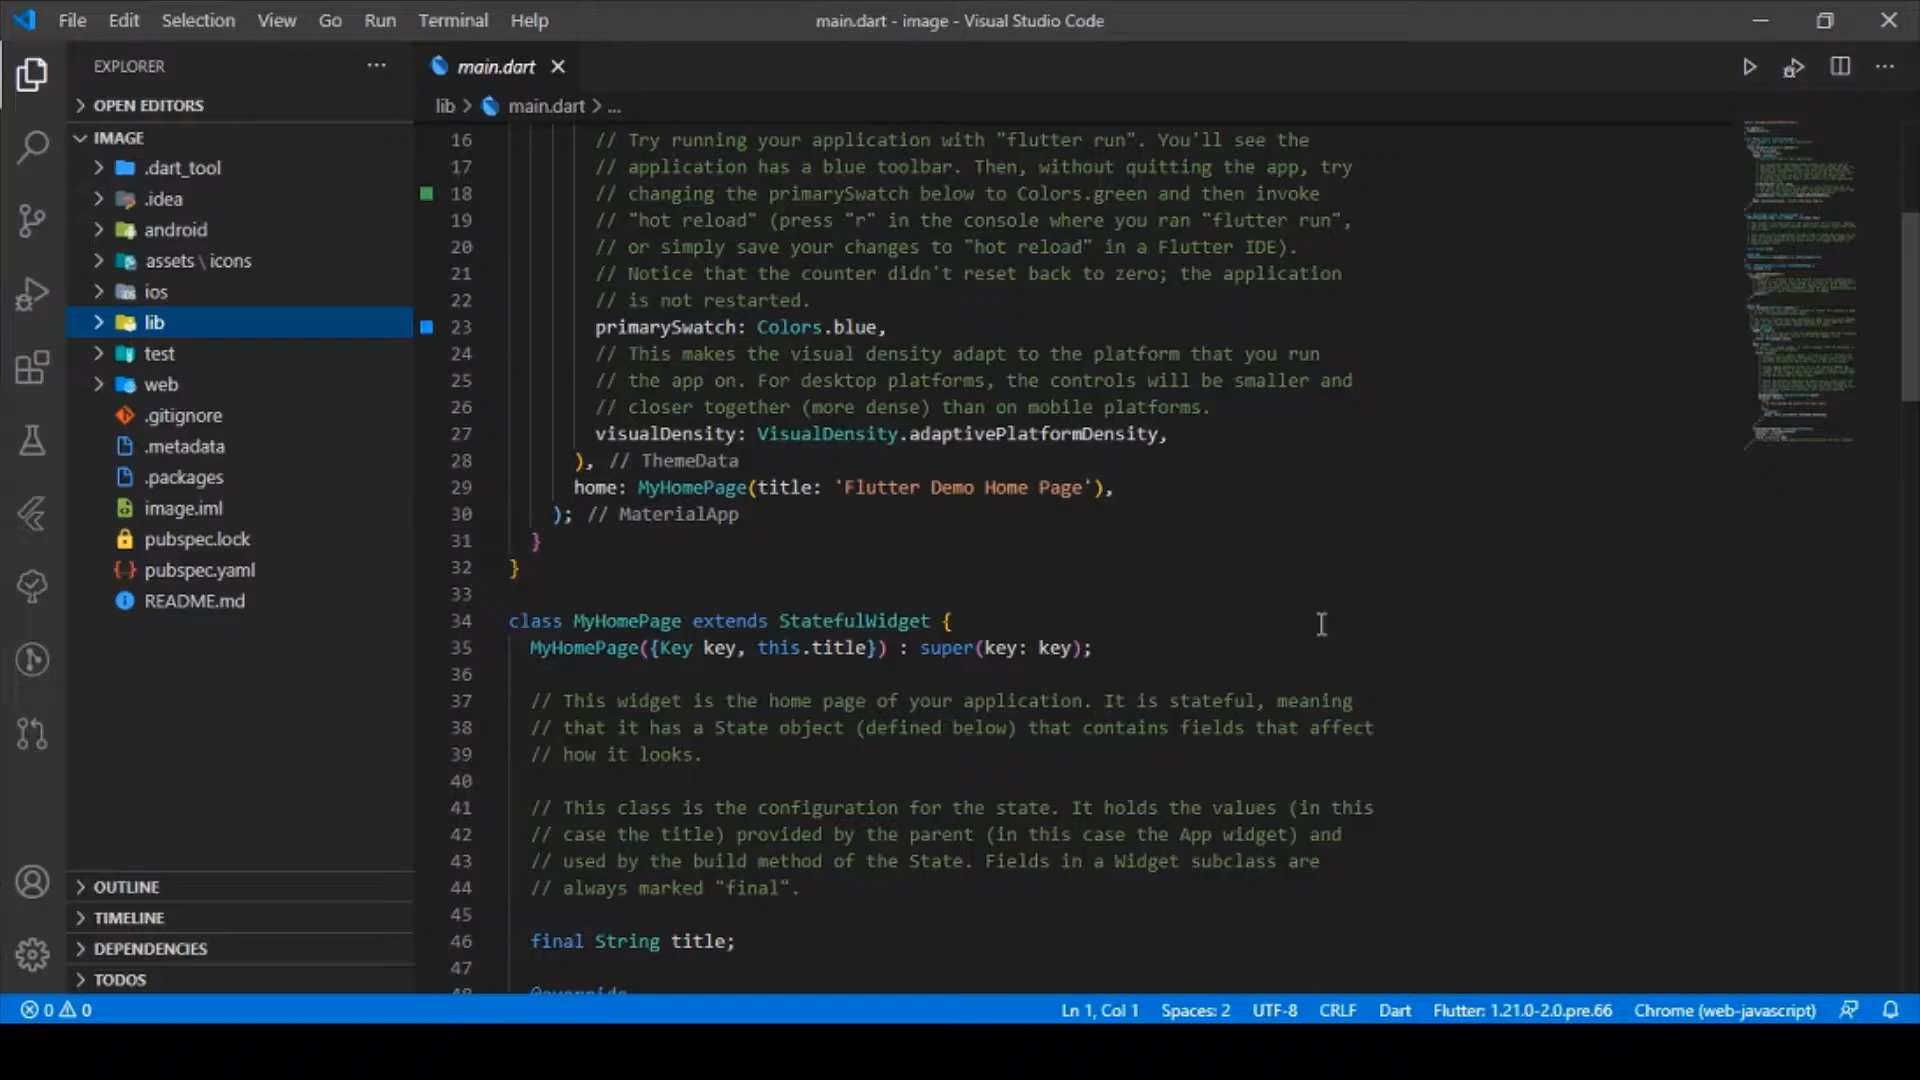 File Edit Selection View Go Run Terminal Help
main.dart - image - Visual Studio Code
EXPLORER
OPEN EDITORS
IMAGE
.dart_tool
.idea
android
assets\icons
ios
lib
test
web
.gitignore
.metadata
.packages
image.iml
pubspec.lock
pubspec.yaml
README.md
OUTLINE
TIMELINE
DEPENDENCIES
TODOS
main.dart
lib > main.dart > ...
16 // Try running your application with "flutter run". You'll see the
17 // application has a blue toolbar. Then, without quitting the app, try
18 // changing the primarySwatch below to Colors.green and then invoke
19 // "hot reload" (press "r" in the console where you ran "flutter run",
20 // or simply save your changes to "hot reload" in a Flutter IDE).
21 // Notice that the counter didn't reset back to zero; the application
22 // is not restarted.
23 primarySwatch: Colors.blue,
24 // This makes the visual density adapt to the platform that you run
25 // the app on. For desktop platforms, the controls will be smaller and
26 // closer together (more dense) than on mobile platforms.
27 visualDensity: VisualDensity.adaptivePlatformDensity,
28 ), // ThemeData
29 home: MyHomePage(title: 'Flutter Demo Home Page'),
30 ); // MaterialApp
31 }
32 }
33
34 class MyHomePage extends StatefulWidget {
35 MyHomePage({Key key, this.title}) : super(key: key);
36
37 // This widget is the home page of your application. It is stateful, meaning
38 // that it has a State object (defined below) that contains fields that affect
39 // how it looks.
40
41 // This class is the configuration for the state. It holds the values (in this
42 // case the title) provided by the parent (in this case the App widget) and
43 // used by the build method of the State. Fields in a Widget subclass are
44 // always marked "final".
45
46 final String title;
47
48 @override
0 0 Ln 1, Col 1 Spaces: 2 UTF-8 CRLF Dart Flutter: 1.21.0-2.0.pre.66 Chrome (web-javascript)